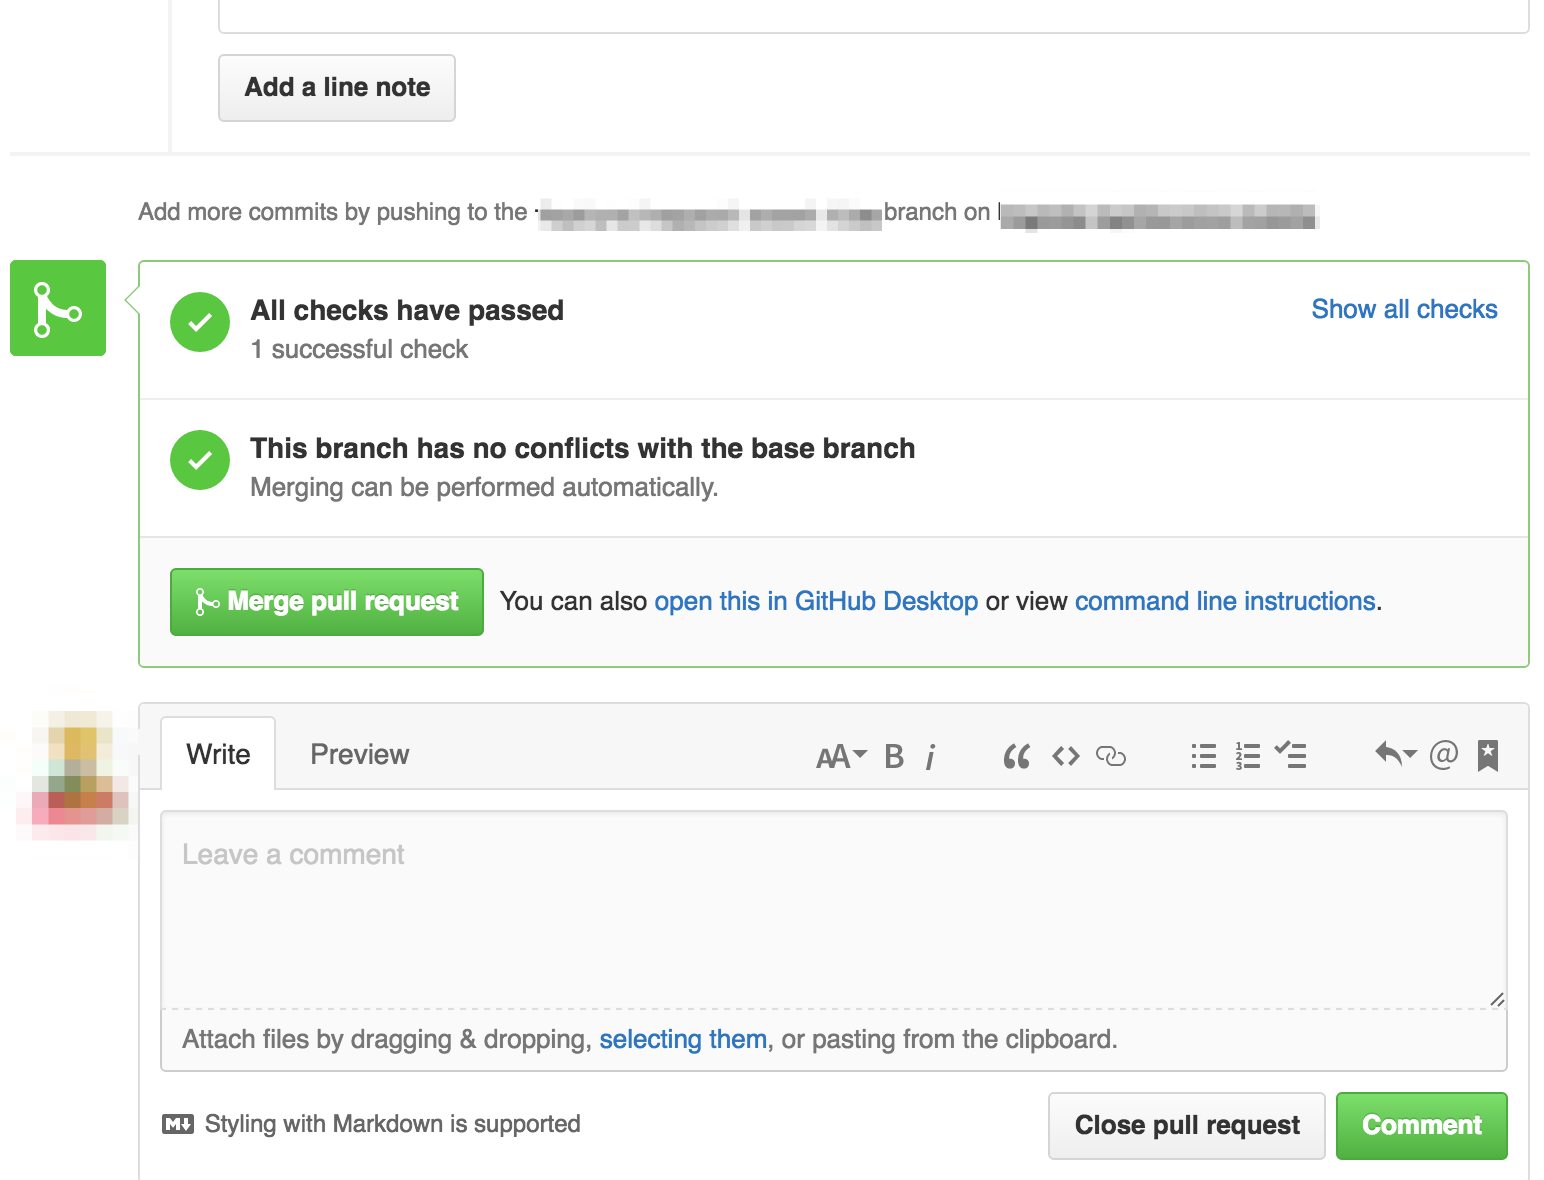 Add a line note
Add more commits by pushing to the branch on
All checks have passed
Show all checks
1 successful check
This branch has no conflicts with the base branch
Merging can be performed automatically.
Merge pull request You can also open this in GitHub Desktop or view command line instructions.
Write Preview AA B i
Leave a comment
Attach files by dragging & dropping, selecting them, or pasting from the clipboard.
M Styling with Markdown is supported
Close pull request Comment